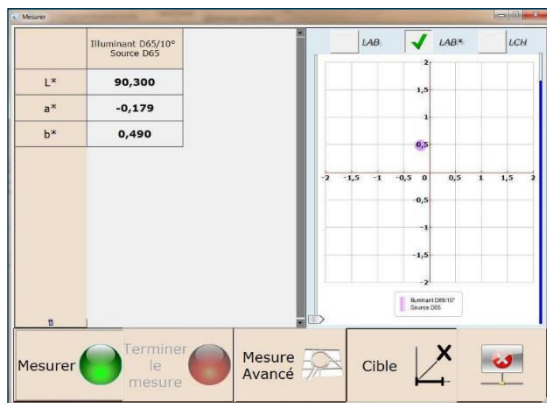 Mesurer
Illuminant D65/10°
Source D65
L* 90,300
a* -0,179
b* 0,490
LAB LAB* LCH
2
1,5
1
0,5
-2 -1,5 -1 -0,5 0 0,5 1 1,5 2
-0,5
-1
-1,5
-2
Illuminant D65/10°
Source D65
Mesurer
Terminer
le
mesure
Mesure
Avancé
Cible
X